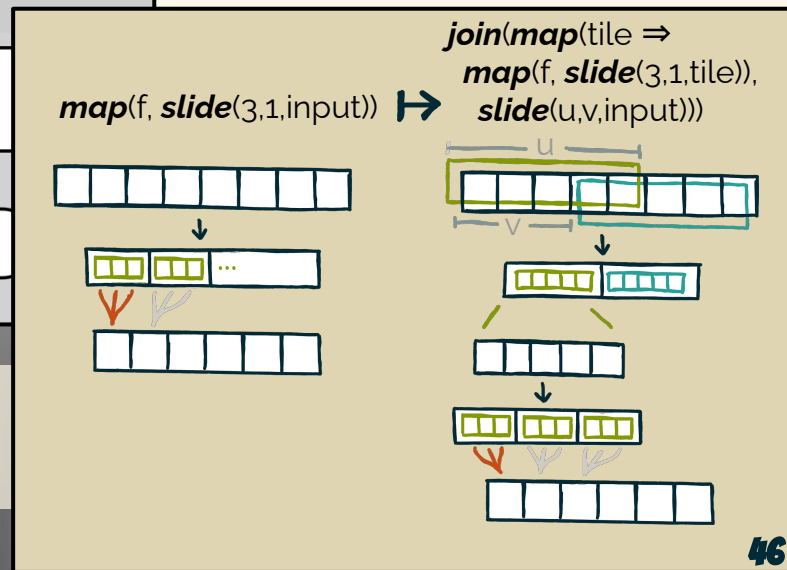 map(f, slide(3,1,input))
↦
join(map(tile ⇒
map(f, slide(3,1,tile)),
slide(u,v,input)))
u
v
...
46